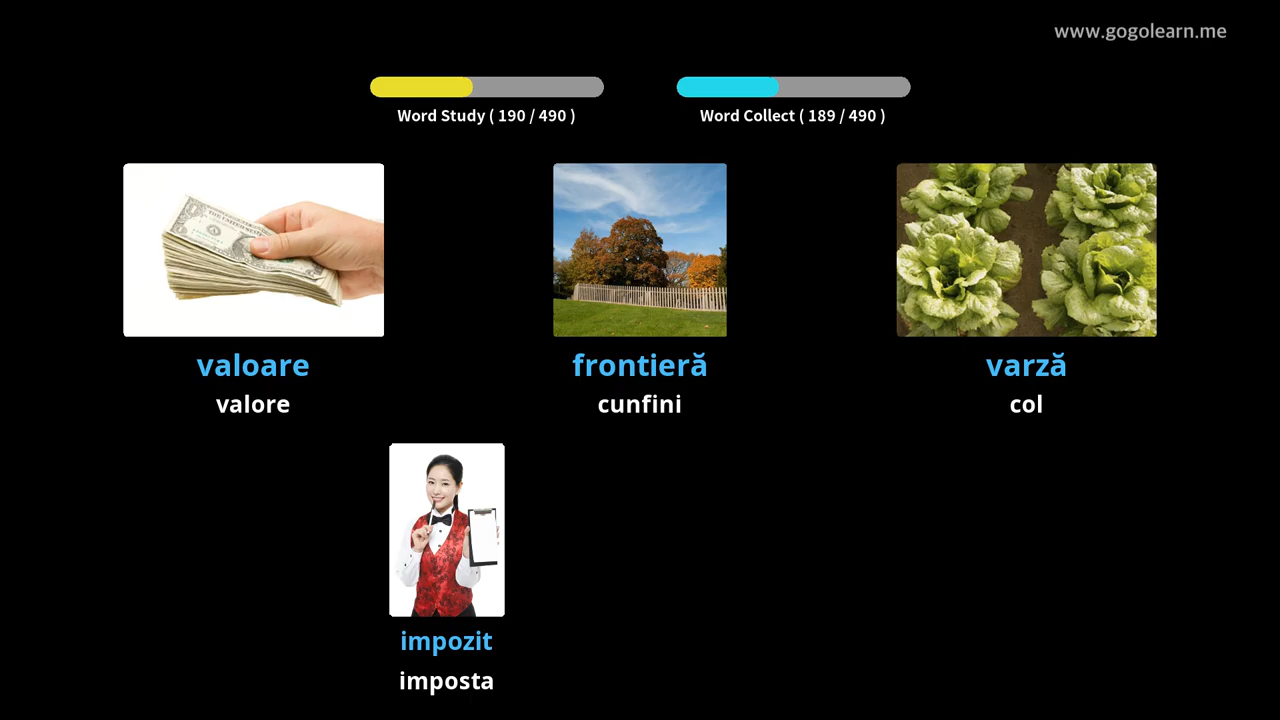 www.gogolearn.me
Word Study ( 190 / 490 )
Word Collect ( 189 / 490 )
valoare
valore
frontieră
cunfini
varză
col
impozit
imposta